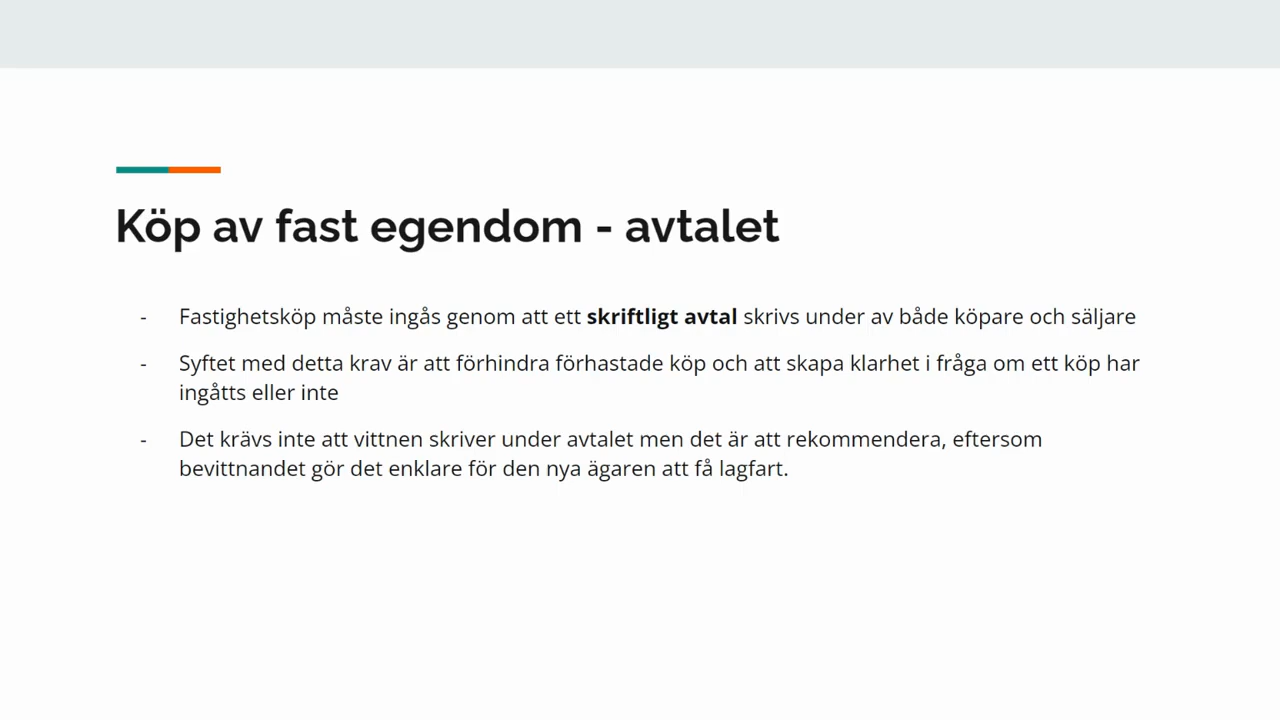 Köp av fast egendom - avtalet
- Fastighetsköp måste ingås genom att ett skriftligt avtal skrivs under av både köpare och säljare
- Syftet med detta krav är att förhindra förhastade köp och att skapa klarhet i fråga om ett köp har
ingåtts eller inte
- Det krävs inte att vittnen skriver under avtalet men det är att rekommendera, eftersom
bevittnandet gör det enklare för den nya ägaren att få lagfart.